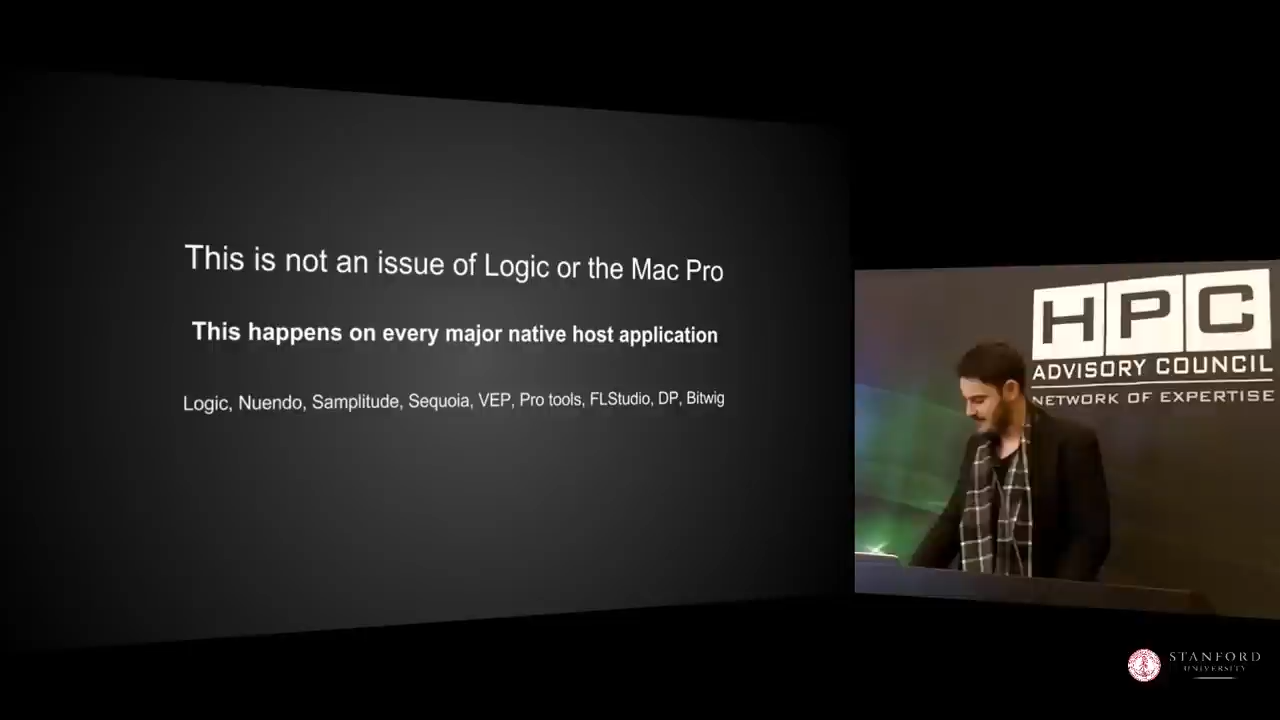 This is not an issue of Logic or the Mac Pro
This happens on every major native host application
Logic, Nuendo, Samplitude, Sequoia, VEP, Pro tools, FLStudio, DP, Bitwig
HPC
ADVISORY COUNCIL
NETWORK OF EXPERTISE
STANFORD
UNIVERSITY